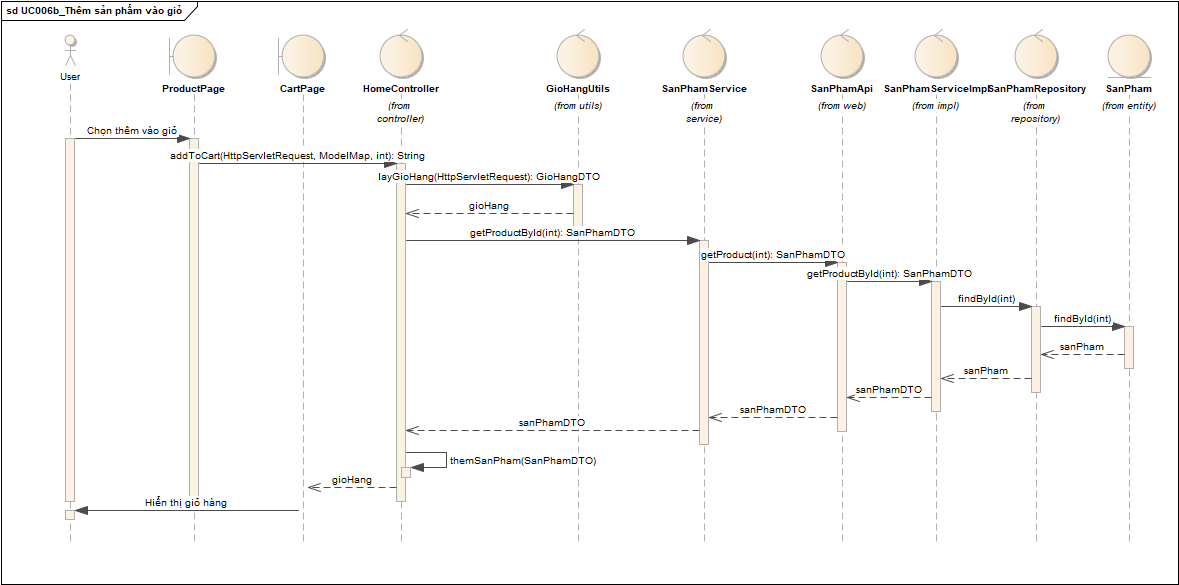 sd UC006b_Thêm sản phẩm vào giỏ
User
ProductPage
CartPage
HomeController
(from
controller)
GioHangUtils
(from utils)
SanPhamService
(from
service)
SanPhamApi
(from web)
SanPhamServiceImpl
(from impl)
SanPhamRepository
(from
repository)
SanPham
(from entity)
Chọn thêm vào giỏ
addToCart(HttpServletRequest, ModelMap, int): String
layGioHang(HttpServletRequest): GioHangDTO
gioHang
getProductById(int): SanPhamDTO
getProduct(int): SanPhamDTO
getProductById(int): SanPhamDTO
findById(int)
findById(int)
sanPham
sanPham
sanPhamDTO
sanPhamDTO
sanPhamDTO
themSanPham(SanPhamDTO)
gioHang
Hiển thị giỏ hàng